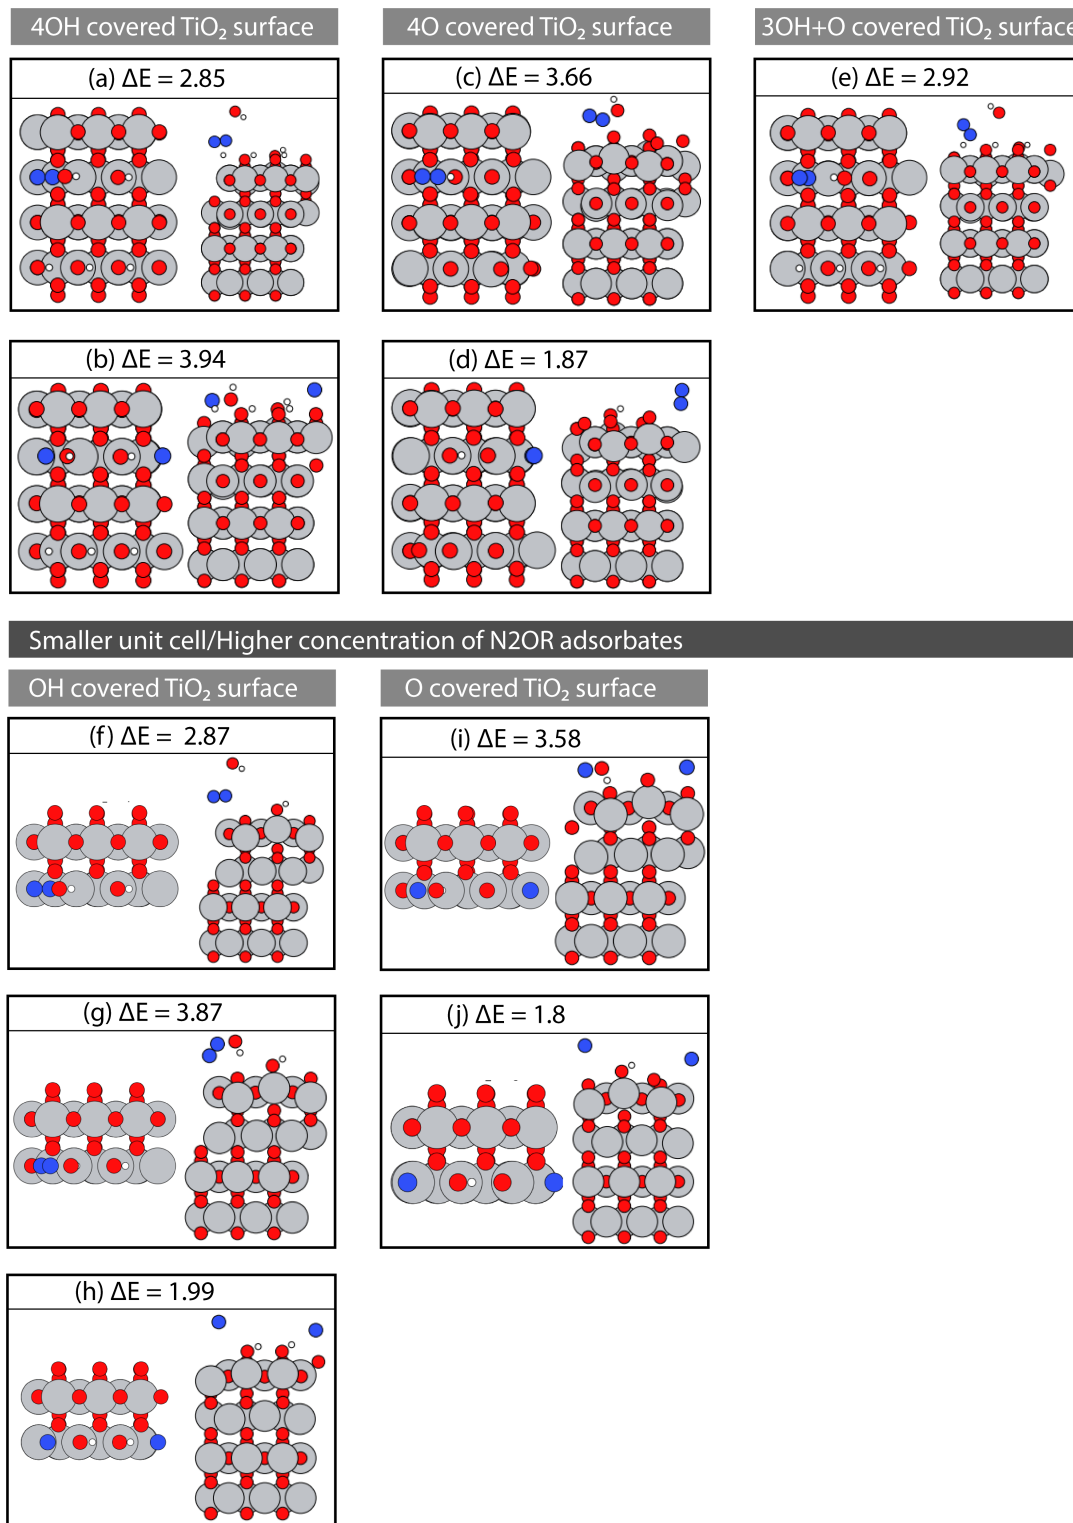 4OH covered TiO₂ surface
4O covered TiO₂ surface
3OH+O covered TiO₂ surface
(a) ΔE = 2.85
(c) ΔE = 3.66
(e) ΔE = 2.92
(b) ΔE = 3.94
(d) ΔE = 1.87
Smaller unit cell/Higher concentration of N2OR adsorbates
OH covered TiO₂ surface
O covered TiO₂ surface
(f) ΔE = 2.87
(i) ΔE = 3.58
(g) ΔE = 3.87
(j) ΔE = 1.8
(h) ΔE = 1.99